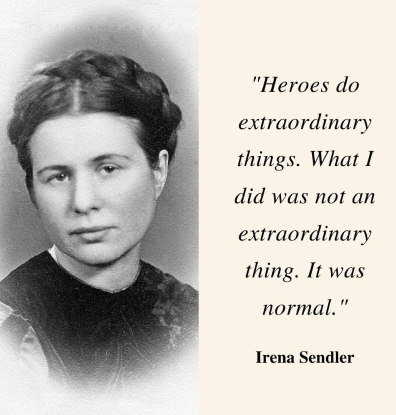 "Heroes do
extraordinary
things. What I
did was not an
extraordinary
thing. It was
normal."
Irena Sendler